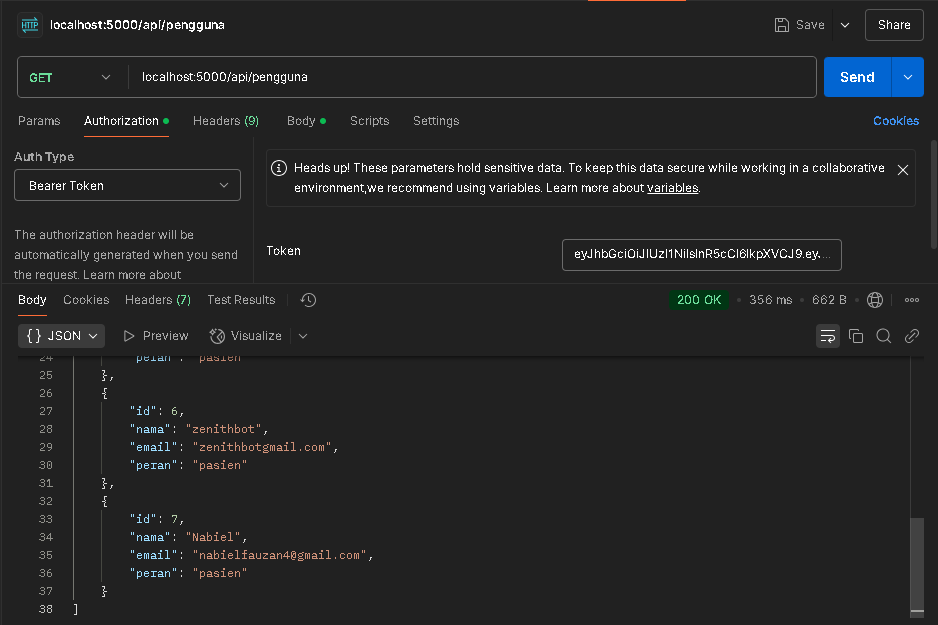 HTTP localhost:5000/api/pengguna Save Share
GET localhost:5000/api/pengguna Send
Params Authorization Headers (9) Body Scripts Settings Cookies
Auth Type
Bearer Token
The authorization header will be
automatically generated when you send
the request. Learn more about
Heads up! These parameters hold sensitive data. To keep this data secure while working in a collaborative
environment,we recommend using variables. Learn more about variables.
Token eyJhbGciOiJIUzI1NiIsInR5cCI6IkpXVCJ9.ey....
Body Cookies Headers (7) Test Results 200 OK • 356 ms • 662 B •
{} JSON Preview Visualize
24 "peran": "pasien"
25 },
26 {
27 "id": 6,
28 "nama": "zenithbot",
29 "email": "zenithbotgmail.com",
30 "peran": "pasien"
31 },
32 {
33 "id": 7,
34 "nama": "Nabiel",
35 "email": "nabielfauzan4@gmail.com",
36 "peran": "pasien"
37 }
38 ]